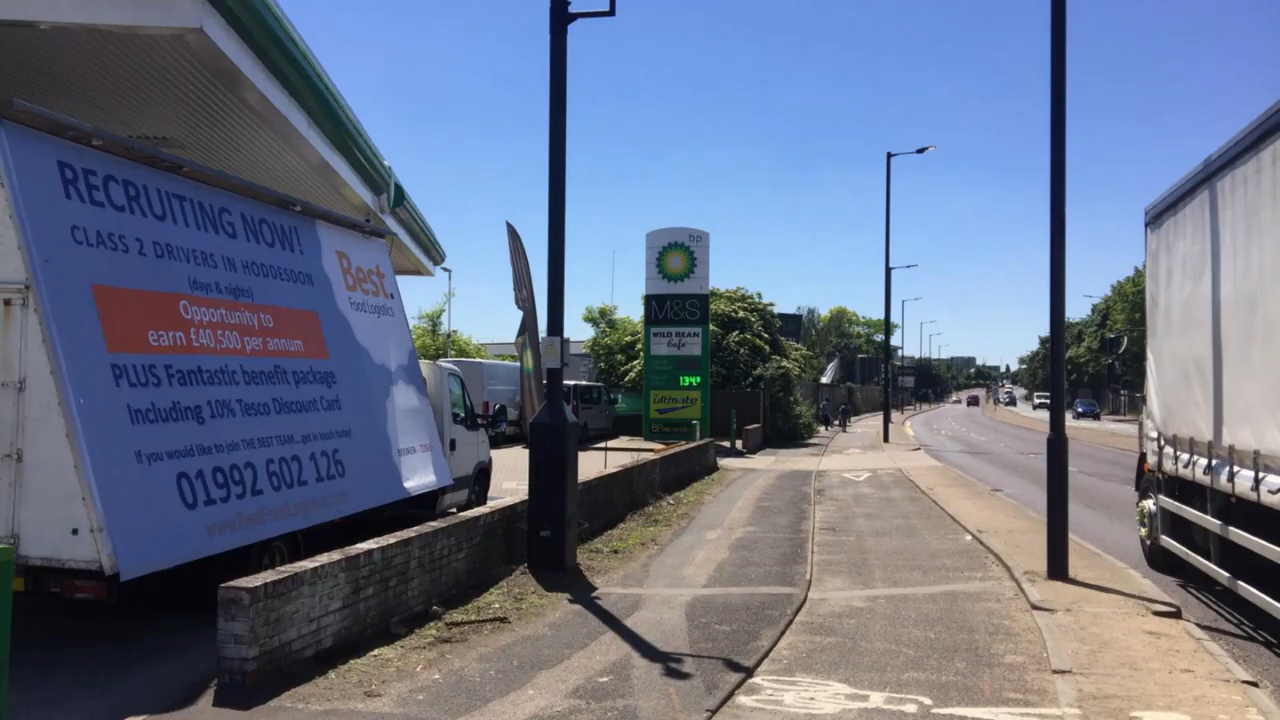 RECRUITING NOW!
CLASS 2 DRIVERS IN HODDESDON
(days & nights)
Opportunity to
earn £40,500 per annum
PLUS Fantastic benefit package
Including 10% Tesco Discount Card
If you would like to join THE BEST TEAM....get in touch today!
01992 602 126
Best.
Food Logistics
BOOKER
bp
M&S
WILD BEAN
Cafe
134.9
ultimate